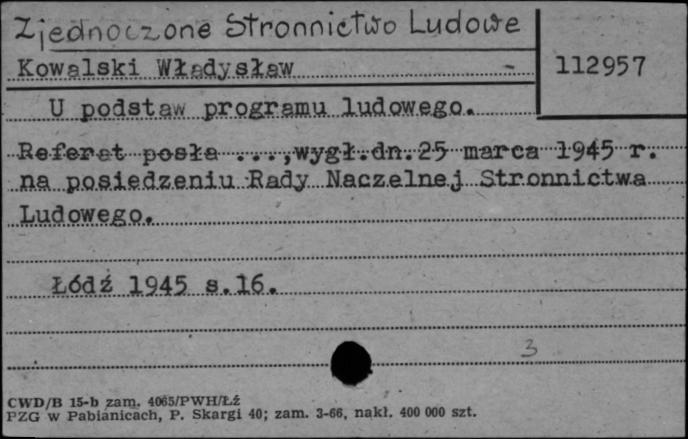 Zjednoczone Stronnictwo Ludowe
Kowalski Władysław - 112957
U podstaw programu ludowego.
Referat posła ...,wygł.dn.25 marca 1945 r.
na posiedzeniu Rady Naczelnej Stronnictwa
Ludowego.
Łódź 1945 s.16.
3
CWD/B 15-b zam. 4065/PWH/Łż
PZG w Pabianicach, P. Skargi 40; zam. 3-66, nakł. 400 000 szt.